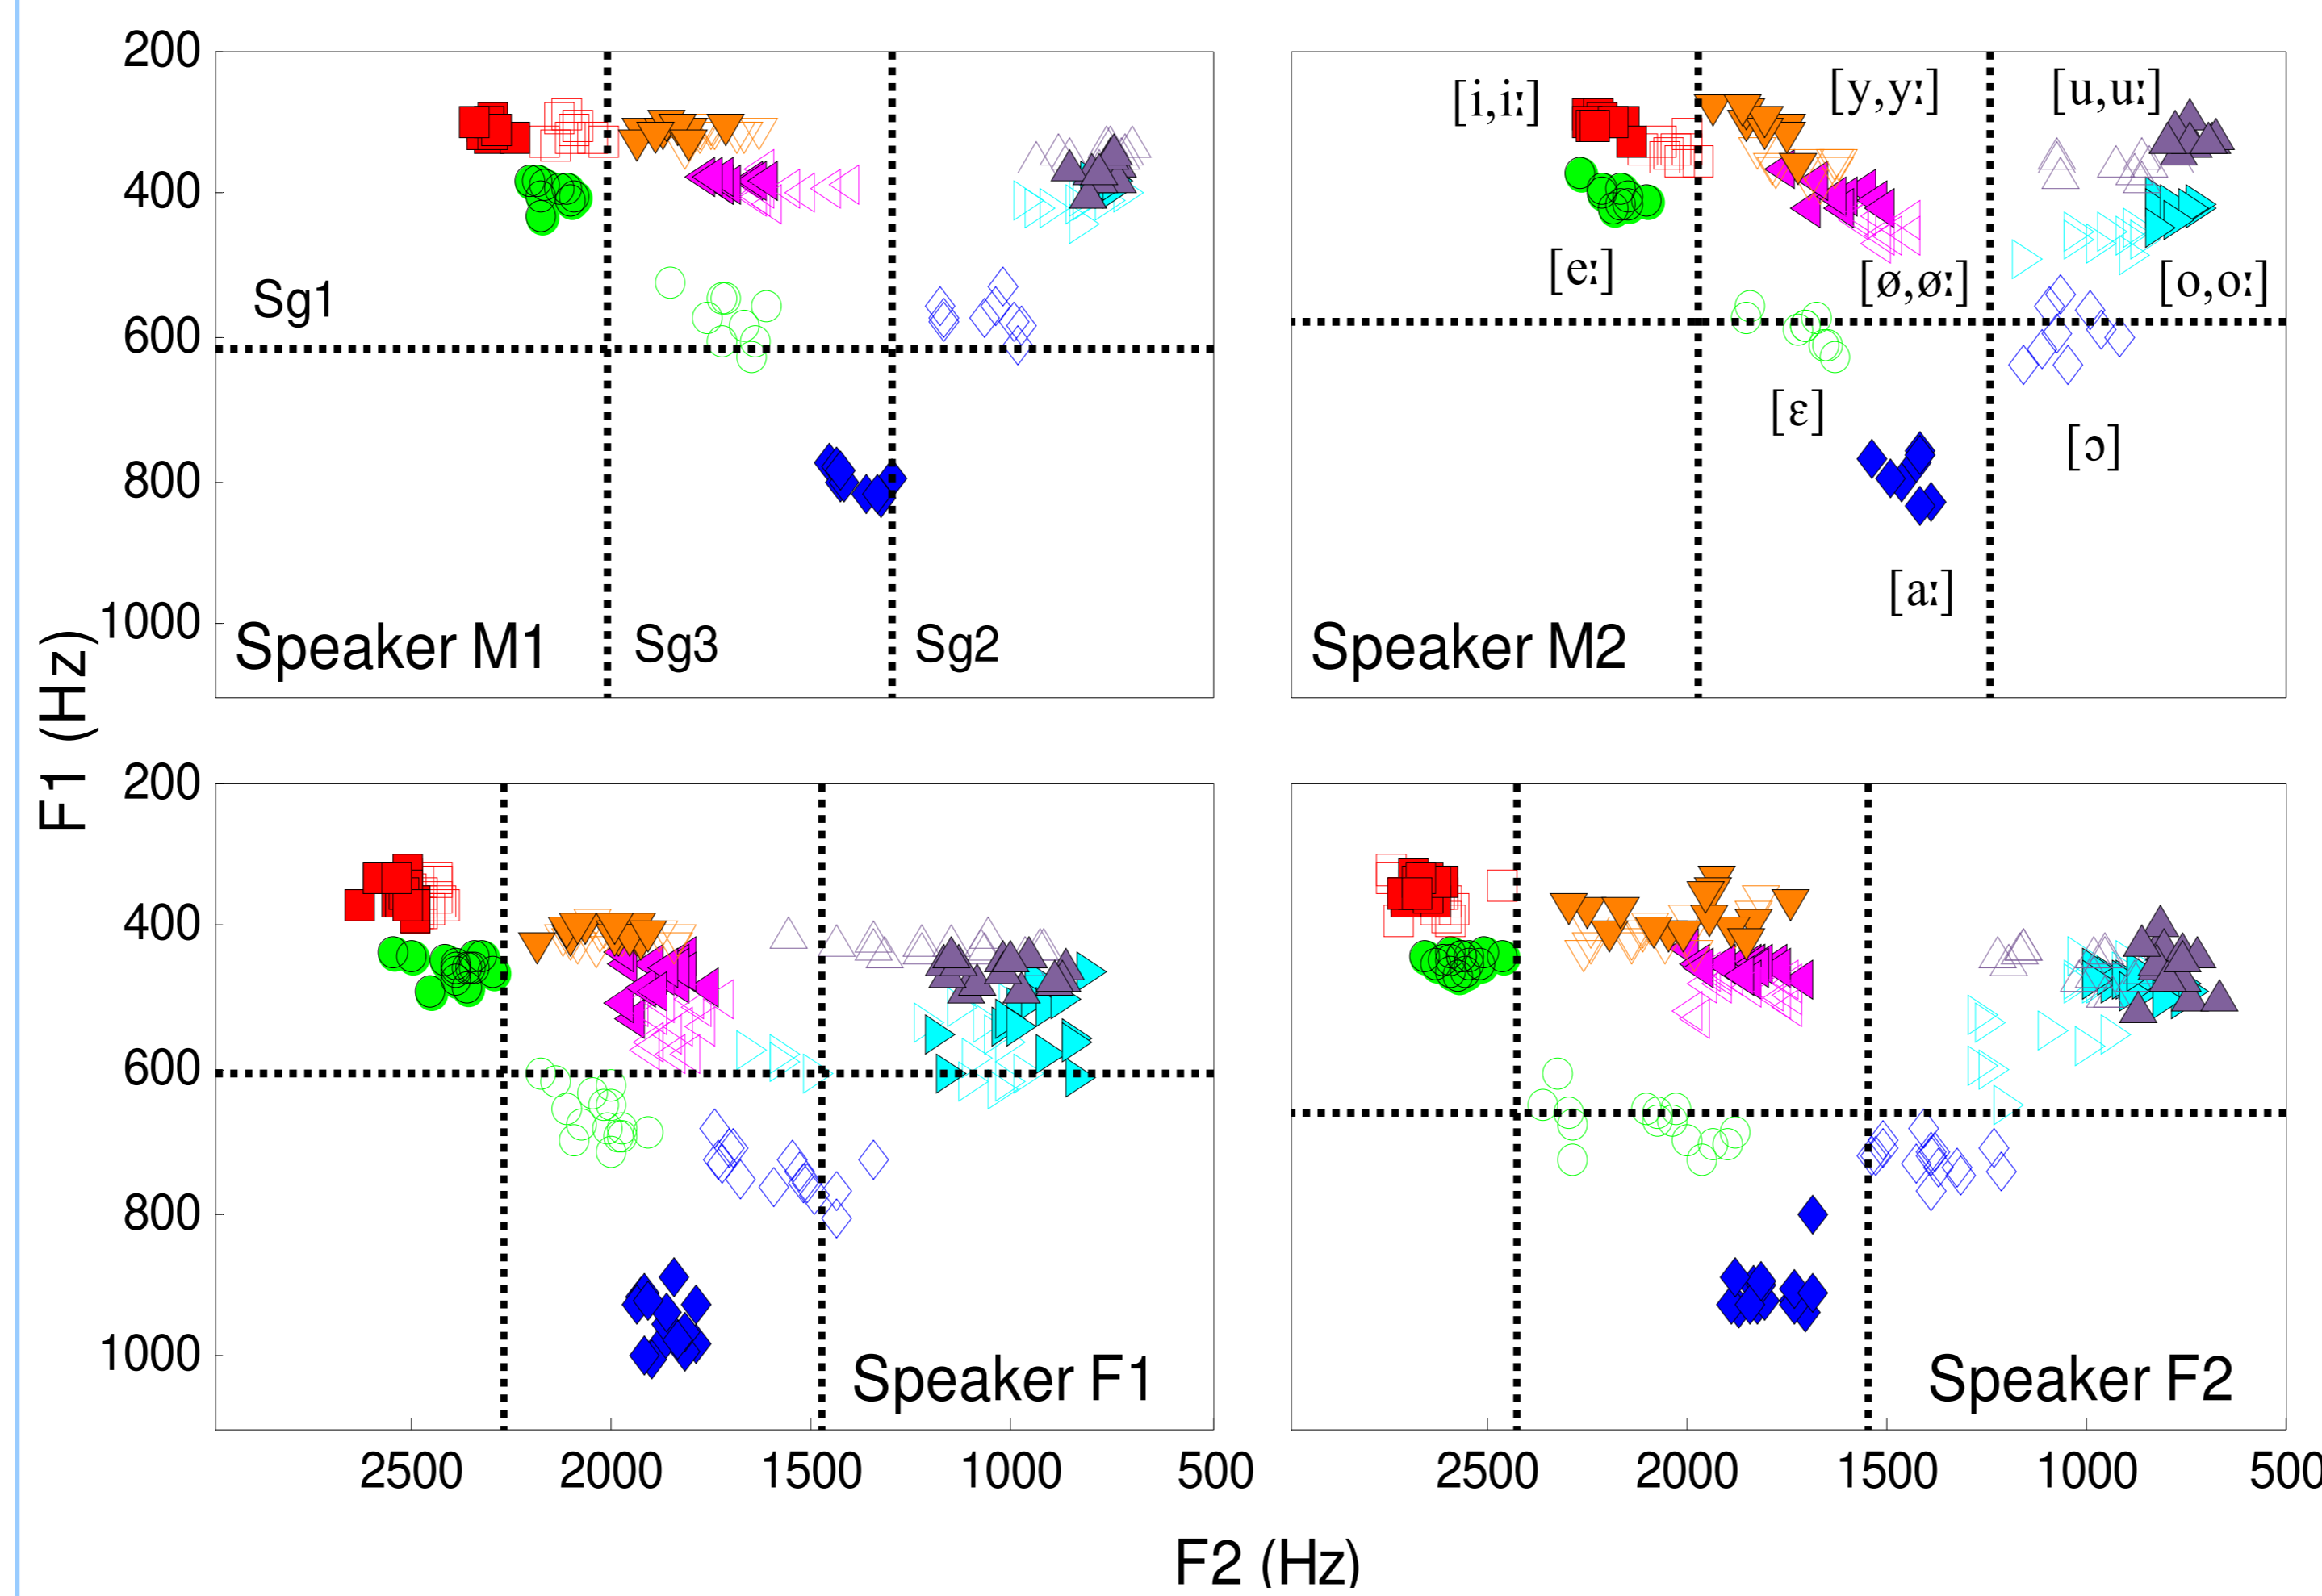 200
400
600
800
1000
Sg1
Speaker M1
Sg3
Sg2
[i,iː]
[y,yː]
[u,uː]
[eː]
[ø,øː]
[o,oː]
[ɛ]
[ɔ]
[aː]
Speaker M2
F1 (Hz)
200
400
600
800
1000
Speaker F1
Speaker F2
2500 2000 1500 1000 500
2500 2000 1500 1000 500
F2 (Hz)